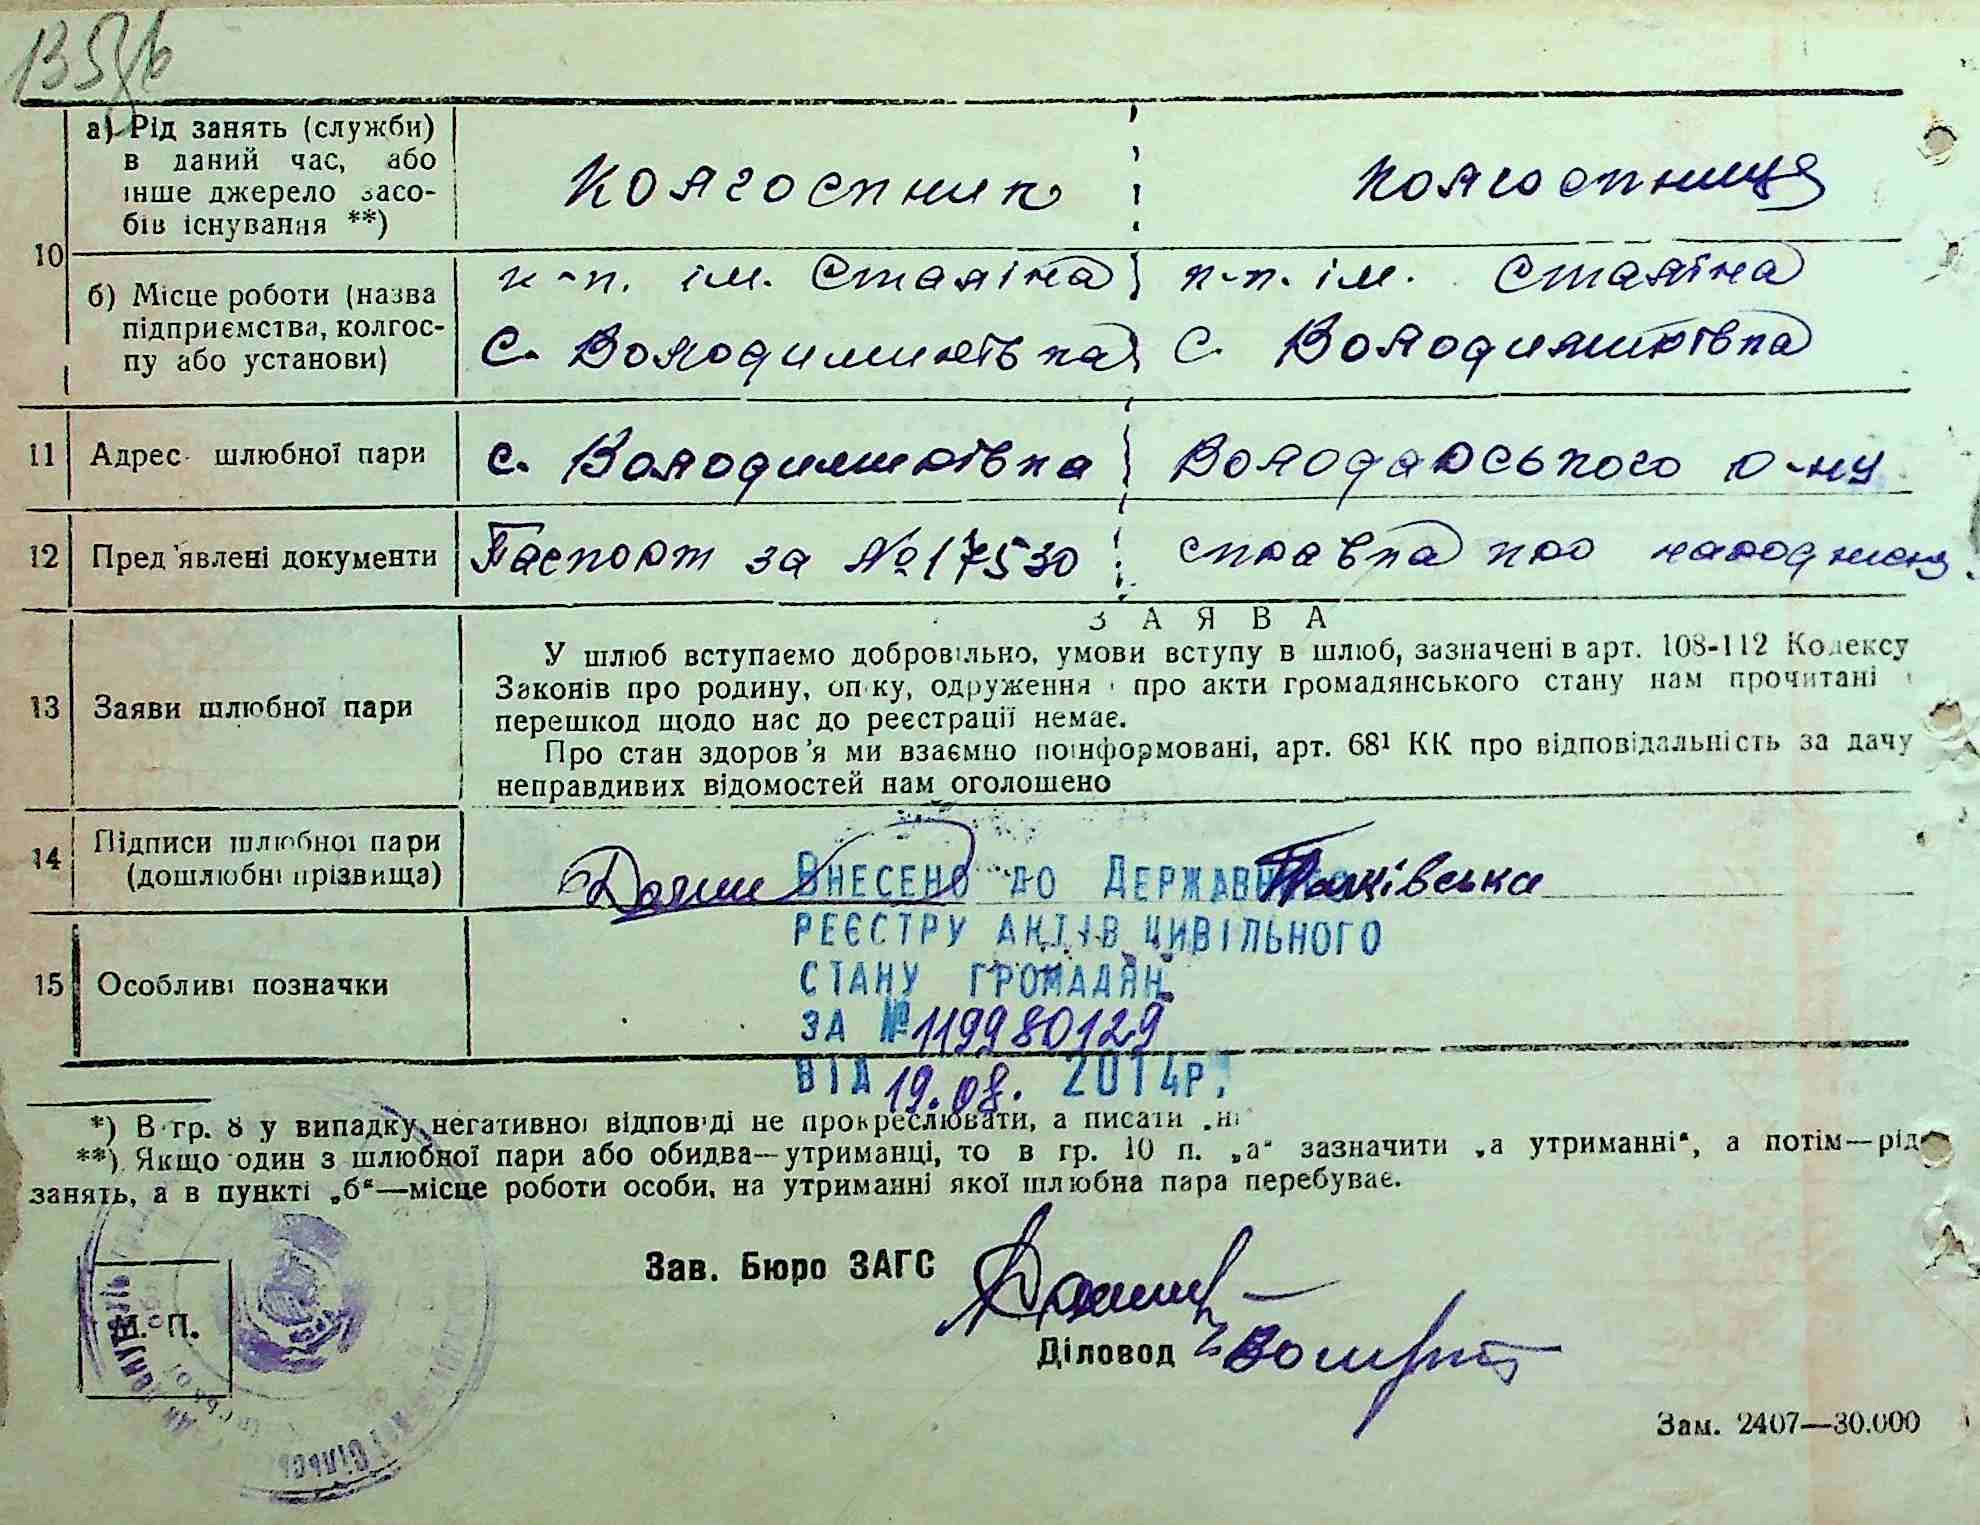 а) Рід занять (служби)
в даний час, або
інше джерело засо-
бів існування **)
Колгоспник
колгоспниця
10
б) Місце роботи (назва
підприємства, колгос-
пу або установи)
к-п. ім. Сталіна
к-п. ім. Сталіна
с. Володимирівка
с. Володимирівка
11 Адрес шлюбної пари
с. Володимирівка Володарського р-ну
12 Пред'явлені документи
Паспорт за № 17530
справка про народження
13 Заяви шлюбної пари
ЗАЯВА
У шлюб вступаємо добровільно, умови вступу в шлюб, зазначені в арт. 108-112 Кодексу
Законів про родину, опіку, одруження і про акти громадянського стану нам прочитані і
перешкод щодо нас до реєстрації немає.
Про стан здоров'я ми взаємно поінформовані, арт. 68¹ КК про відповідальність за дачу
неправдивих відомостей нам оголошено
14 Підписи шлюбної пари
(дошлюбні прізвища)
15 Особливі позначки
Внесено до Державного
реєстру актів цивільного
стану громадян
за №119980129
від 19.08. 2014р.
*) В гр. 8 у випадку негативної відповіді не прокреслювати, а писати „ні"
**) Якщо один з шлюбної пари або обидва—утриманці, то в гр. 10 п. „а" зазначити „а утриманні", а потім—рід
занять, а в пункті „б"—місце роботи особи, на утриманні якої шлюбна пара перебуває.
М. П.
Зав. Бюро ЗАГС
Діловод
Зам. 2407—30.000